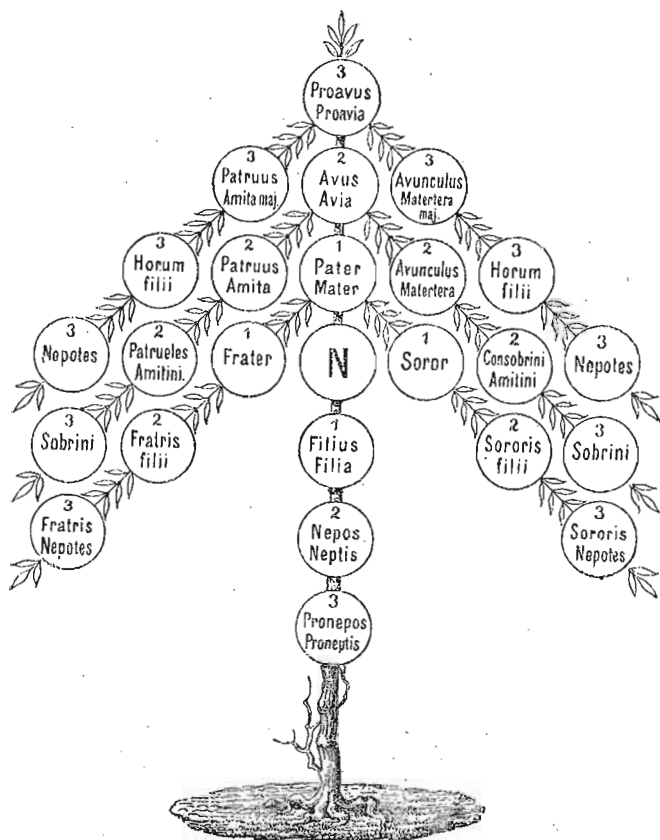 3
Proavus
Proavia
3
Patruus
Amita maj.
2
Avus
Avia
3
Avunculus
Matertera
maj.
3
Horum
filii
2
Patruus
Amita
1
Pater
Mater
2
Avunculus
Matertera
3
Horum
filii
3
Nepotes
2
Patrueles
Amitini.
1
Frater
N
1
Soror
2
Consobrini
Amitini
3
Nepotes
3
Sobrini
2
Fratris
filii
1
Filius
Filia
2
Sororis
filii
3
Sobrini
3
Fratris
Nepotes
2
Nepos
Neptis
3
Sororis
Nepotes
3
Pronepos
Proneptis